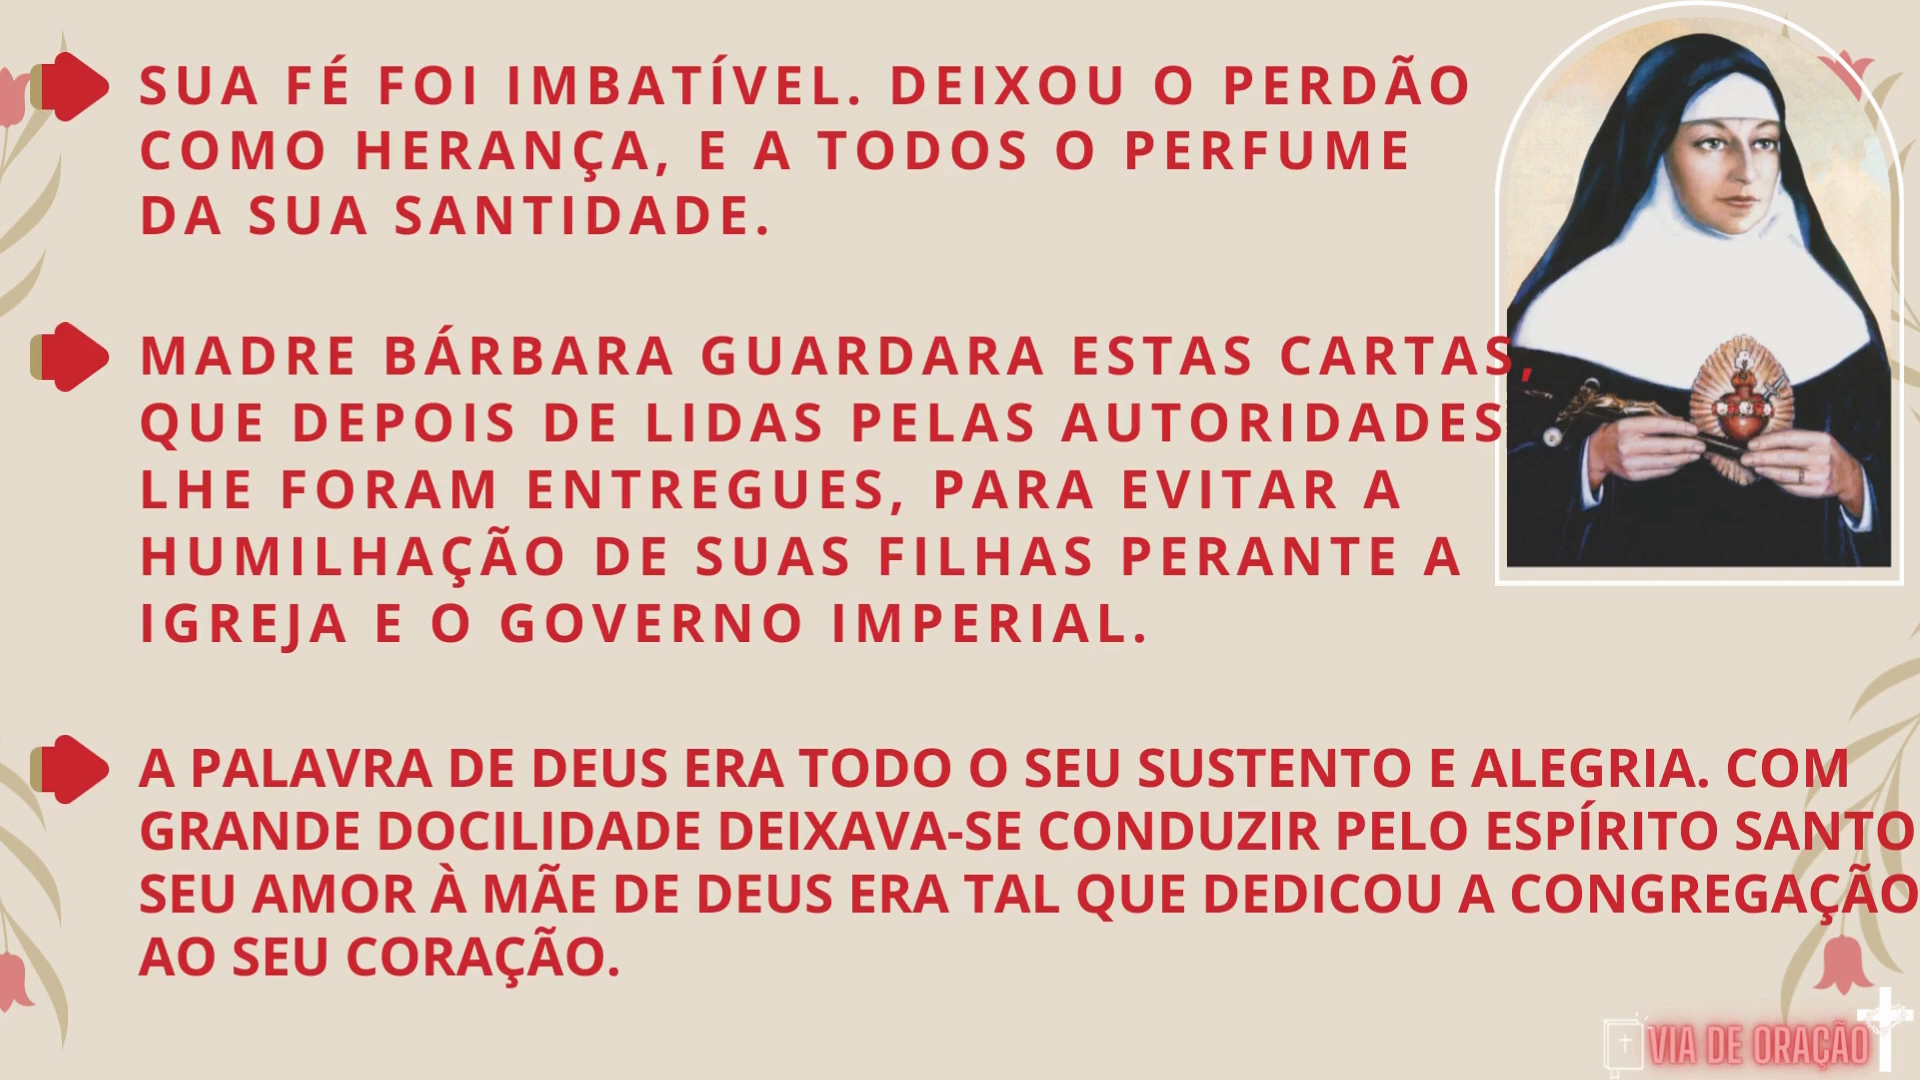 SUA FÉ FOI IMBATÍVEL. DEIXOU O PERDÃO
COMO HERANÇA, E A TODOS O PERFUME
DA SUA SANTIDADE.
MADRE BÁRBARA GUARDARA ESTAS CARTAS,
QUE DEPOIS DE LIDAS PELAS AUTORIDADES
LHE FORAM ENTREGUES, PARA EVITAR A
HUMILHAÇÃO DE SUAS FILHAS PERANTE A
IGREJA E O GOVERNO IMPERIAL.
A PALAVRA DE DEUS ERA TODO O SEU SUSTENTO E ALEGRIA. COM
GRANDE DOCILIDADE DEIXAVA-SE CONDUZIR PELO ESPÍRITO SANTO
SEU AMOR À MÃE DE DEUS ERA TAL QUE DEDICOU A CONGREGAÇÃO
AO SEU CORAÇÃO.
VIA DE ORAÇÃO